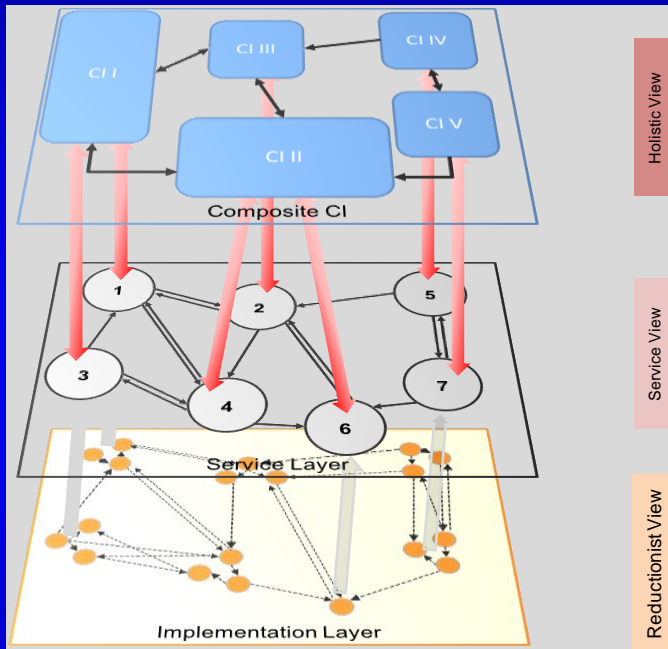 CI I
CI III
CI IV
CI V
CI II
Composite CI
Holistic View
1
2
5
3
4
6
7
Service Layer
Service View
Implementation Layer
Reductionist View